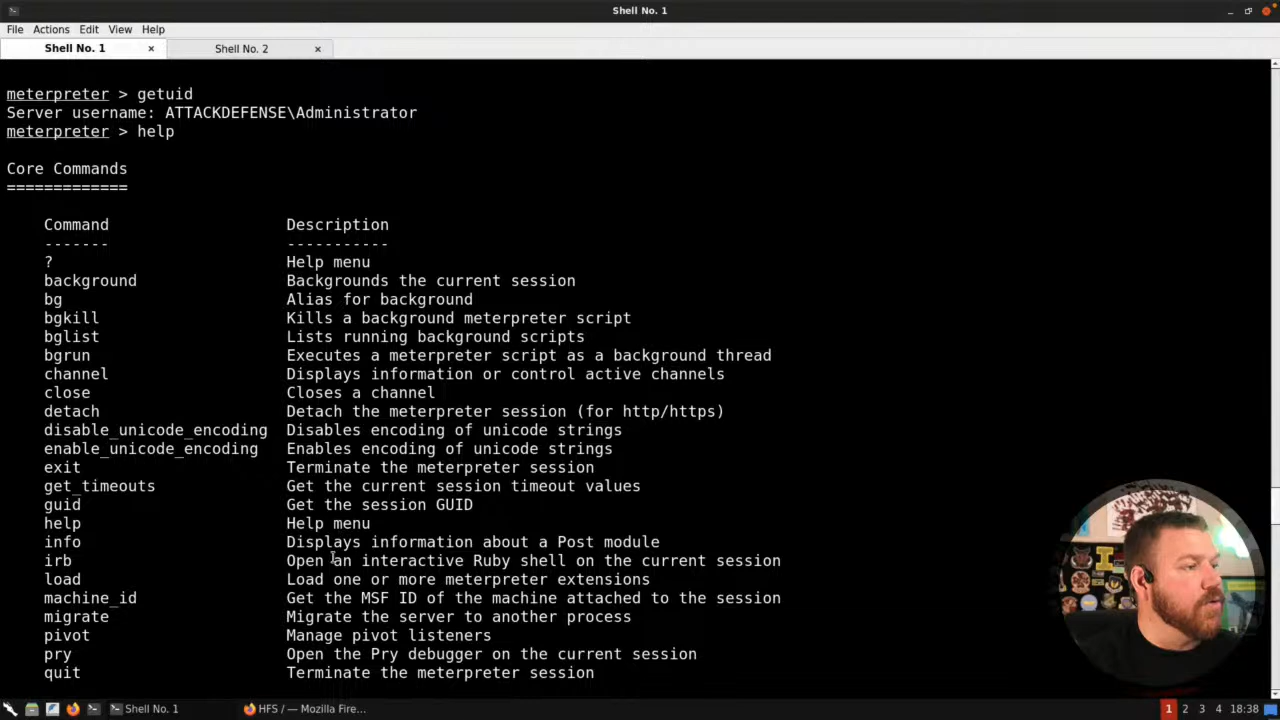 Shell No. 1
File Actions Edit View Help
Shell No. 1 × Shell No. 2 ×
meterpreter > getuid
Server username: ATTACKDEFENSE\Administrator
meterpreter > help
Core Commands
=============
Command Description
------- -----------
? Help menu
background Backgrounds the current session
bg Alias for background
bgkill Kills a background meterpreter script
bglist Lists running background scripts
bgrun Executes a meterpreter script as a background thread
channel Displays information or control active channels
close Closes a channel
detach Detach the meterpreter session (for http/https)
disable_unicode_encoding Disables encoding of unicode strings
enable_unicode_encoding Enables encoding of unicode strings
exit Terminate the meterpreter session
get_timeouts Get the current session timeout values
guid Get the session GUID
help Help menu
info Displays information about a Post module
irb Open an interactive Ruby shell on the current session
load Load one or more meterpreter extensions
machine_id Get the MSF ID of the machine attached to the session
migrate Migrate the server to another process
pivot Manage pivot listeners
pry Open the Pry debugger on the current session
quit Terminate the meterpreter session
Shell No. 1 HFS / — Mozilla Fire... 1 2 3 4 18:38